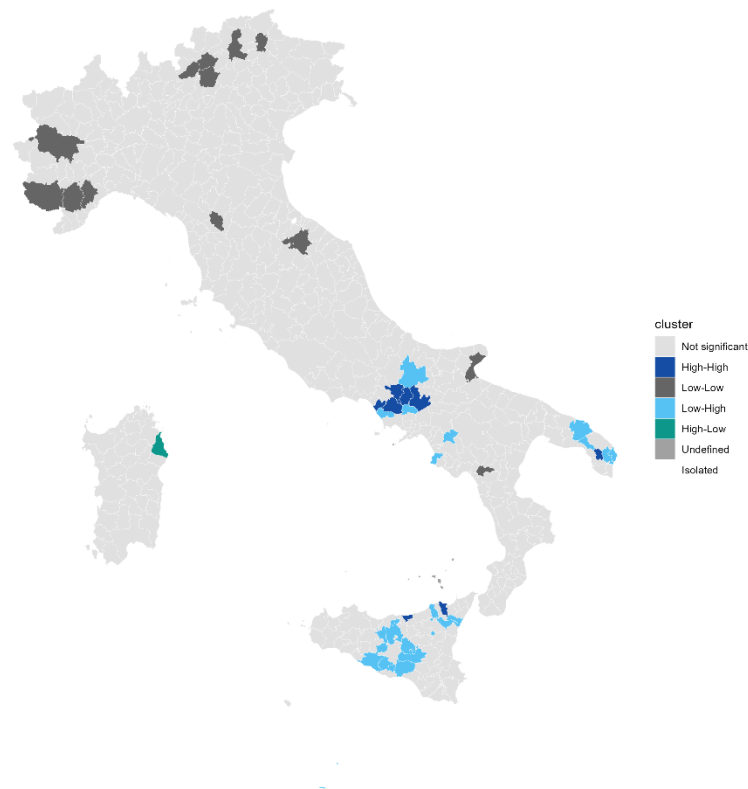 cluster
Not significant
High-High
Low-Low
Low-High
High-Low
Undefined
Isolated